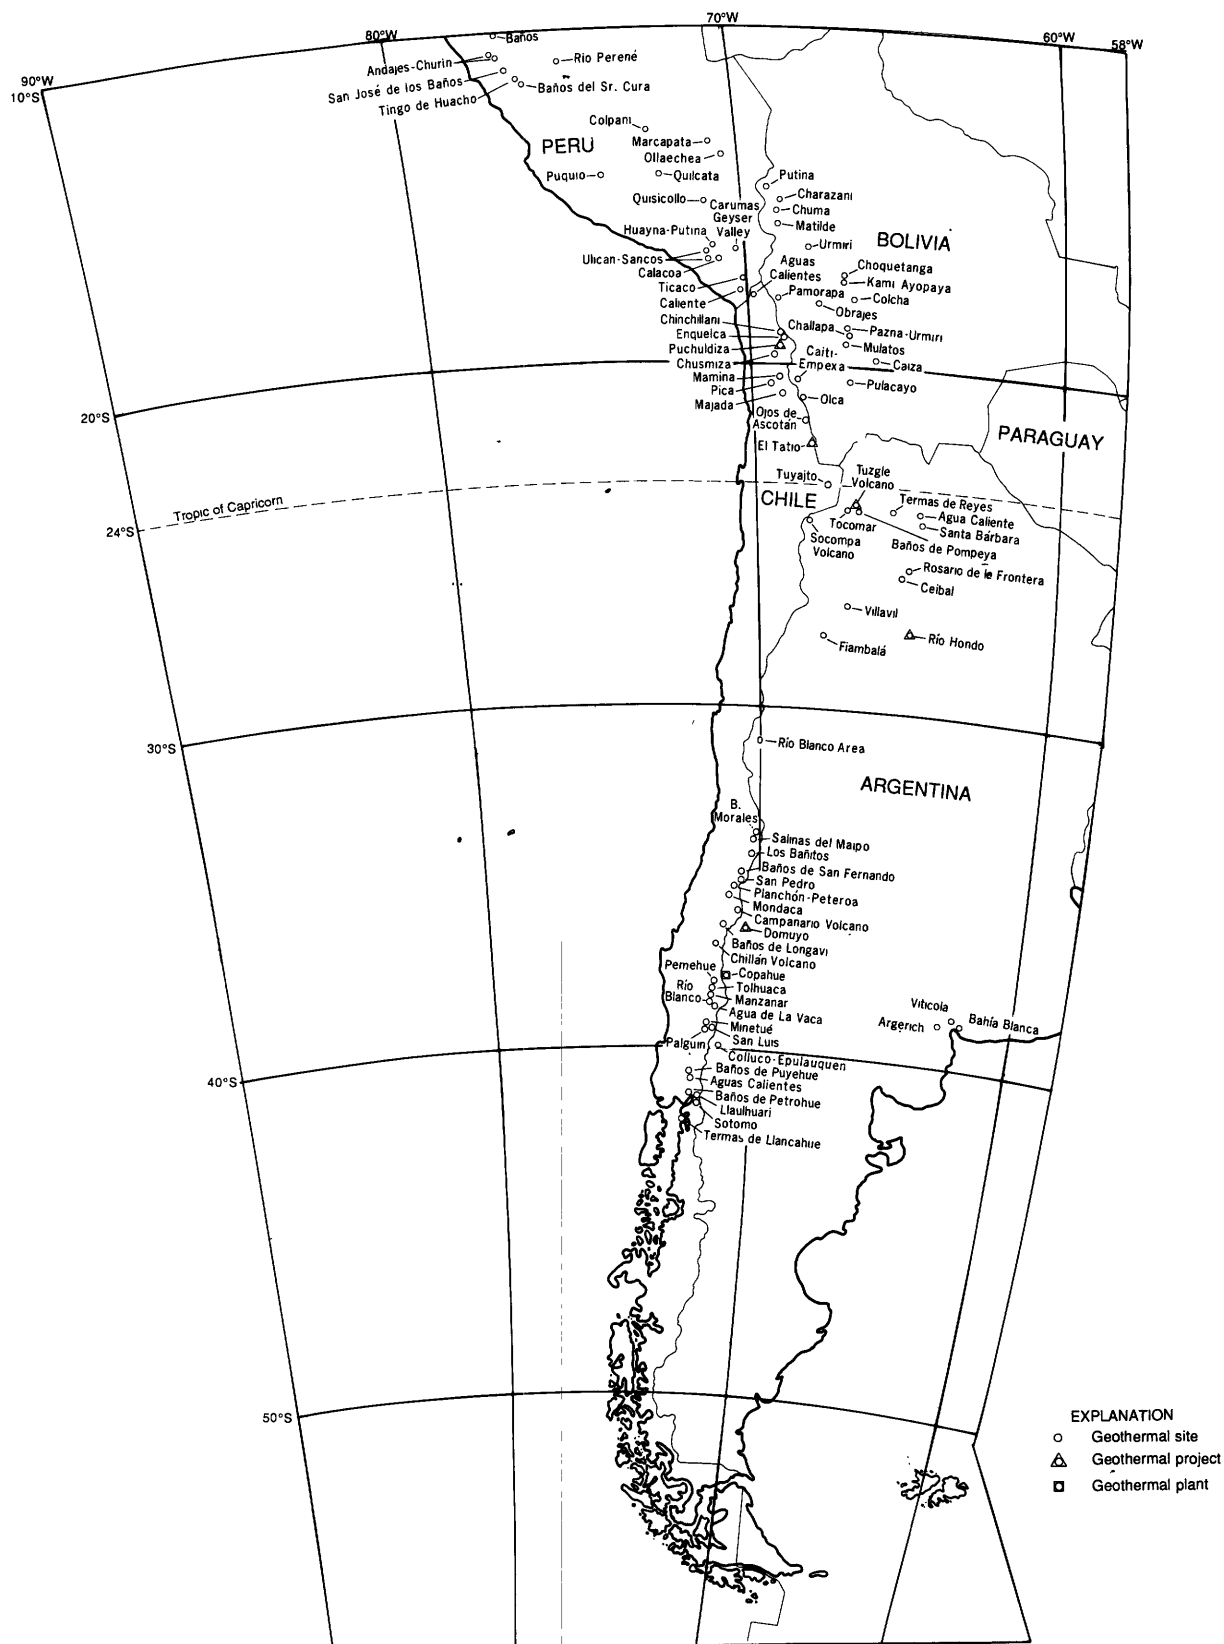 70°W
80°W
60°W
58°W
90°W
10°S
Baños
Andajes-Churin
Río Perené
San José de los Baños
Baños del Sr. Cura
Tingo de Huacho
Colpani
PERU
Marcapata
Ollaechea
Puquio
Quilcata
Putina
Quisicollo
Charazani
Carumas
Geyser
Valley
Chuma
Matilde
Huayna-Putina
BOLIVIA
Urmiri
Ulican-Sancos
Calacoa
Aguas
Calientes
Choquetanga
Kami Ayopaya
Ticaco
Caliente
Pamorapa
Colcha
Obrajes
Chinchillani
Challapa
Pazna-Urmiri
Enquelca
Mulatos
Puchuldiza
Caiti-
Empexa
Caiza
Chusmiza
Mamina
Pulacayo
Pica
Majada
Olca
20°S
Ojos de
Ascotán
PARAGUAY
El Tatio
Tuyajto
Tuzgle
Volcano
Tropic of Capricorn
CHILE
Termas de Reyes
24°S
Agua Caliente
Tocomar
Santa Bárbara
Socompa
Volcano
Baños de Pompeya
Rosario de la Frontera
Ceibal
Villavil
Fiambalá
Río Hondo
30°S
Río Blanco Area
ARGENTINA
B.
Morales
Salinas del Maipo
Los Bañitos
Baños de San Fernando
San Pedro
Planchón-Peteroa
Mondaca
Campanario Volcano
Domuyo
Baños de Longavi
Chillán Volcano
Pemehue
Copahue
Río
Blanco
Tolhuaca
Manzanar
Agua de La Vaca
Viticola
Argerich
Bahía Blanca
Minetué
Palguin
San Luis
Colluco-Epulauquen
40°S
Baños de Puyehue
Aguas Calientes
Baños de Petrohue
Llaulhuari
Sotomo
Termas de Llancahue
50°S
EXPLANATION
Geothermal site
Geothermal project
Geothermal plant